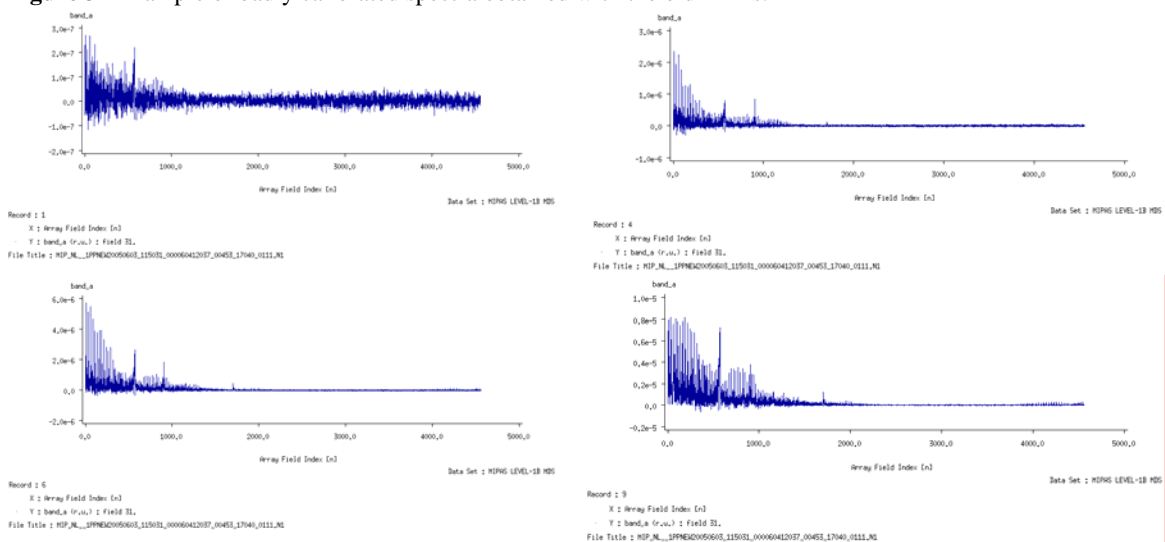 band_a
3.0e-7
2.0e-7
1.0e-7
0.0
-1.0e-7
-2.0e-7
0.0 1000.0 2000.0 3000.0 4000.0 5000.0
Array Field Index [n]
Data Set : MIPAS LEVEL-1B MDS
Record : 1
X : Array Field Index [n]
Y : band_a (r.u.) : field 31.
File Title : MIP_NL__1PPNEW20050603_115031_000060412037_00453_17040_0111.N1
band_a
3.0e-6
2.0e-6
1.0e-6
0.0
-1.0e-6
0.0 1000.0 2000.0 3000.0 4000.0 5000.0
Array Field Index [n]
Data Set : MIPAS LEVEL-1B MDS
Record : 4
X : Array Field Index [n]
Y : band_a (r.u.) : field 31.
File Title : MIP_NL__1PPNEW20050603_115031_000060412037_00453_17040_0111.N1
band_a
6.0e-6
4.0e-6
2.0e-6
0.0
-2.0e-6
0.0 1000.0 2000.0 3000.0 4000.0 5000.0
Array Field Index [n]
Data Set : MIPAS LEVEL-1B MDS
Record : 6
X : Array Field Index [n]
Y : band_a (r.u.) : field 31.
File Title : MIP_NL__1PPNEW20050603_115031_000060412037_00453_17040_0111.N1
band_a
1.0e-5
0.8e-5
0.6e-5
0.4e-5
0.2e-5
0.0
-0.2e-5
0.0 1000.0 2000.0 3000.0 4000.0 5000.0
Array Field Index [n]
Data Set : MIPAS LEVEL-1B MDS
Record : 9
X : Array Field Index [n]
Y : band_a (r.u.) : field 31.
File Title : MIP_NL__1PPNEW20050603_115031_000060412037_00453_17040_0111.N1